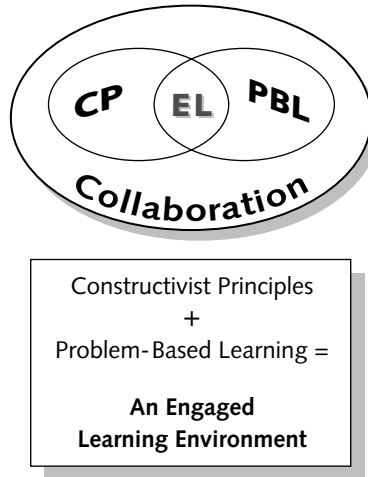 CP EL PBL
Collaboration
Constructivist Principles
+
Problem-Based Learning =
An Engaged
Learning Environment